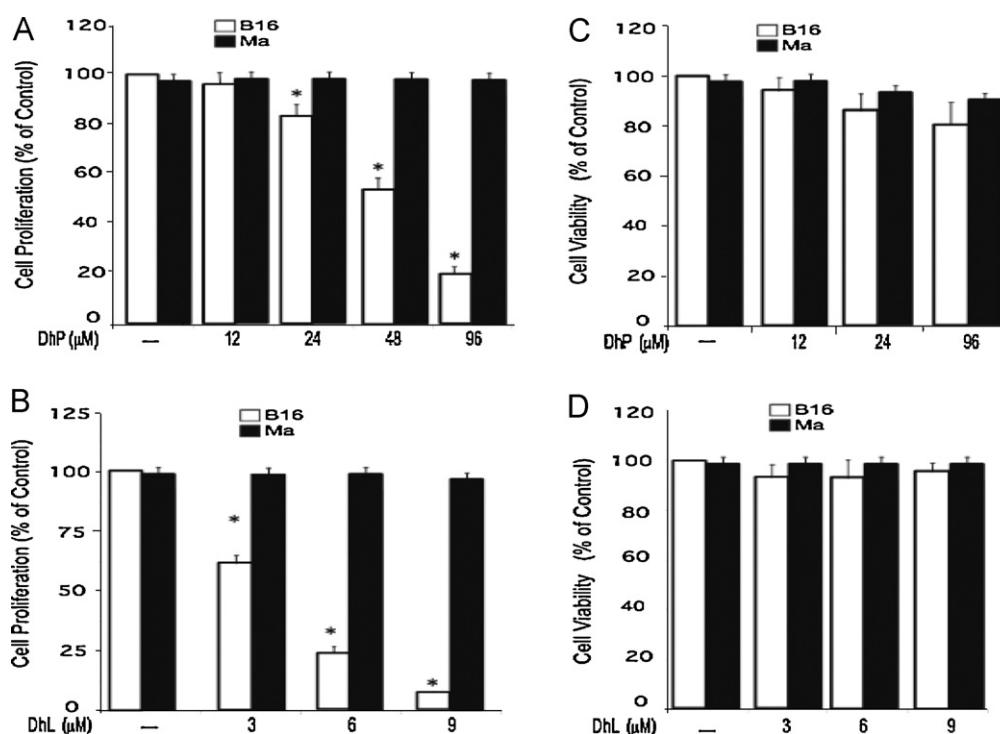 A
B16
Ma
Cell Proliferation (% of Control)
120
100
80
60
40
20
0
*
*
*
DhP (µM) — 12 24 48 96
C
B16
Ma
Cell Viability (% of Control)
120
100
80
60
40
20
0
DhP (µM) — 12 24 96
B
B16
Ma
Cell Proliferation (% of Control)
125
100
75
50
25
0
*
*
*
DhL (µM) — 3 6 9
D
B16
Ma
Cell Viability (% of Control)
120
100
80
60
40
20
0
DhL (µM) — 3 6 9